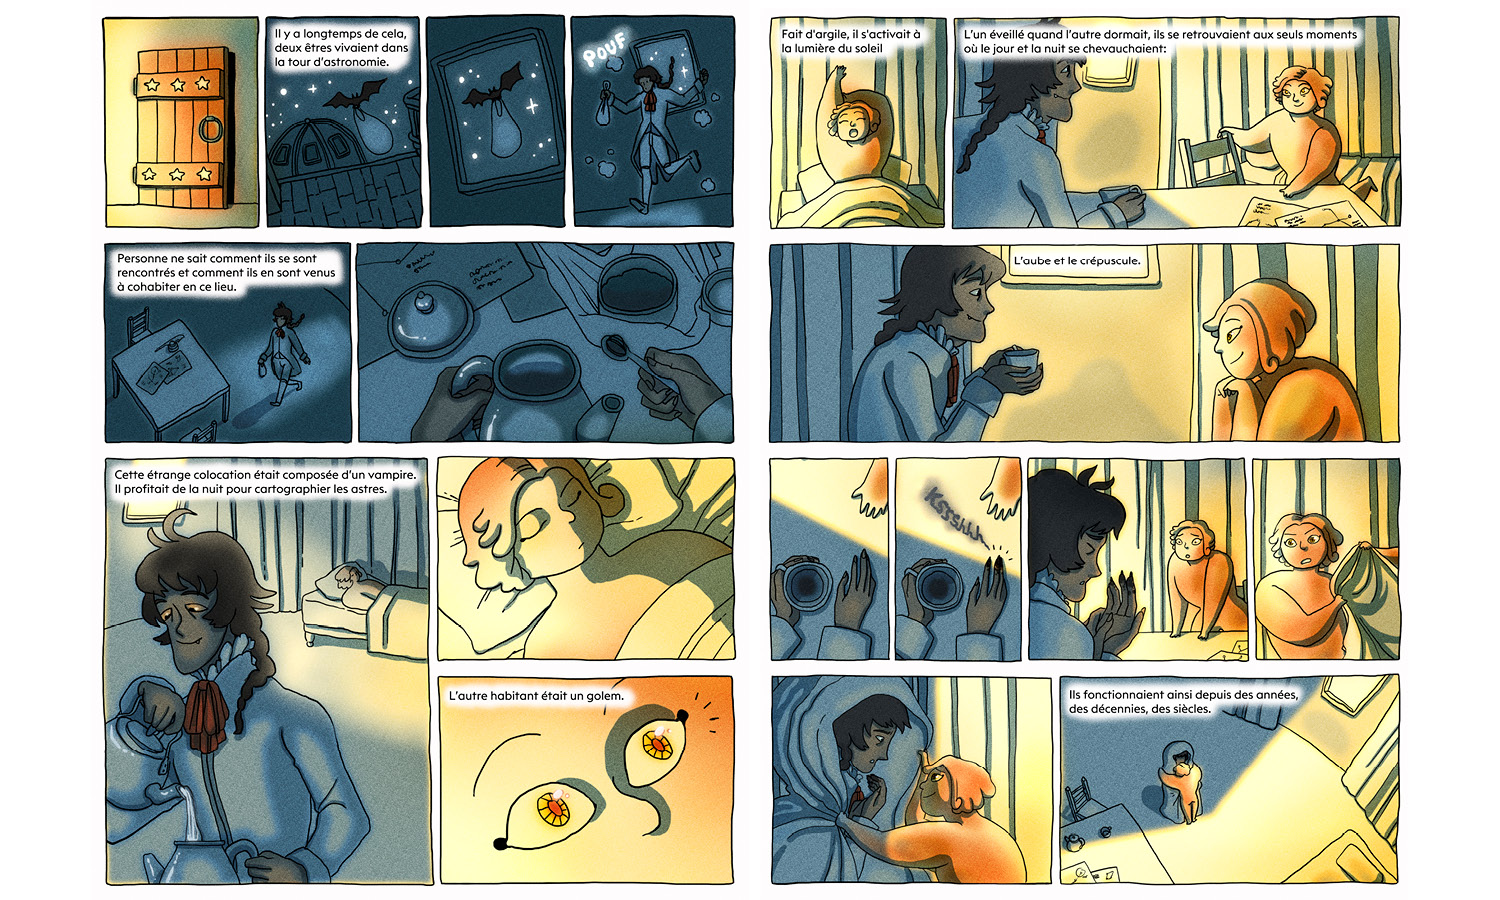 Il y a longtemps de cela,
deux êtres vivaient dans
la tour d'astronomie.
POUF
Personne ne sait comment ils se sont
rencontrés et comment ils en sont venus
à cohabiter en ce lieu.
Cette étrange colocation était composée d'un vampire.
Il profitait de la nuit pour cartographier les astres.
L'autre habitant était un golem.
Fait d'argile, il s'activait à
la lumière du soleil
L'un éveillé quand l'autre dormait, ils se retrouvaient aux seuls moments
où le jour et la nuit se chevauchaient:
L'aube et le crépuscule.
Kssshhh
Ils fonctionnaient ainsi depuis des années,
des décennies, des siècles.